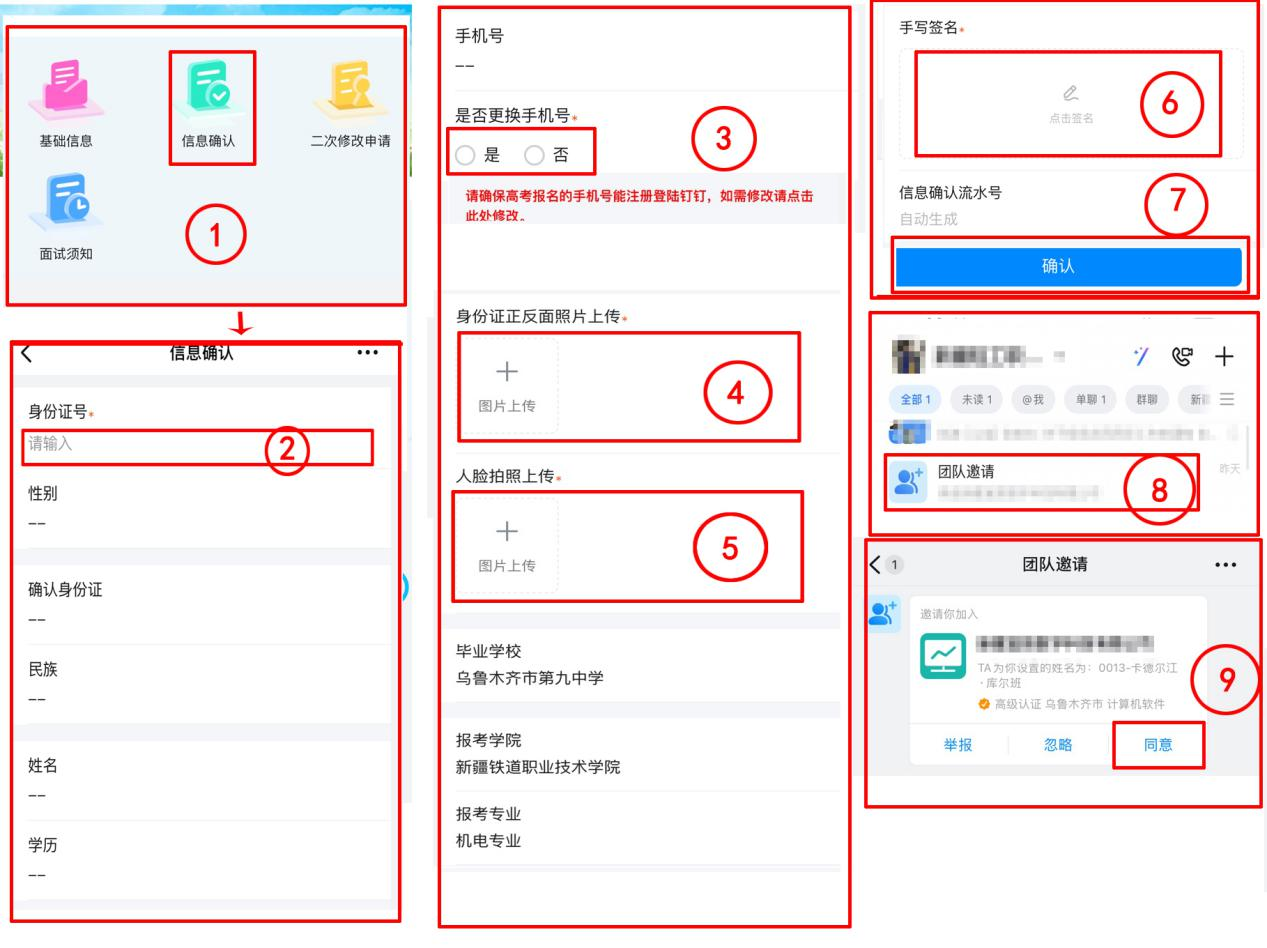 基础信息
信息确认
二次修改申请
面试须知
1
信息确认
身份证号*
请输入
2
性别
--
确认身份证
--
民族
--
姓名
--
学历
--
手机号
--
是否更换手机号*
是
否
3
请确保高考报名的手机号能注册登陆钉钉，如需修改请点击
此处修改。
身份证正反面照片上传*
图片上传
4
人脸拍照上传*
图片上传
5
毕业学校
乌鲁木齐市第九中学
报考学院
新疆铁道职业技术学院
报考专业
机电专业
手写签名*
点击签名
6
信息确认流水号
自动生成
7
确认
全部 1
未读 1
@我
单聊 1
群聊
团队邀请
昨天
8
1
团队邀请
邀请你加入
TA为你设置的姓名为：0013-卡德尔江
·库尔班
高级认证 乌鲁木齐市 计算机软件
9
举报
忽略
同意